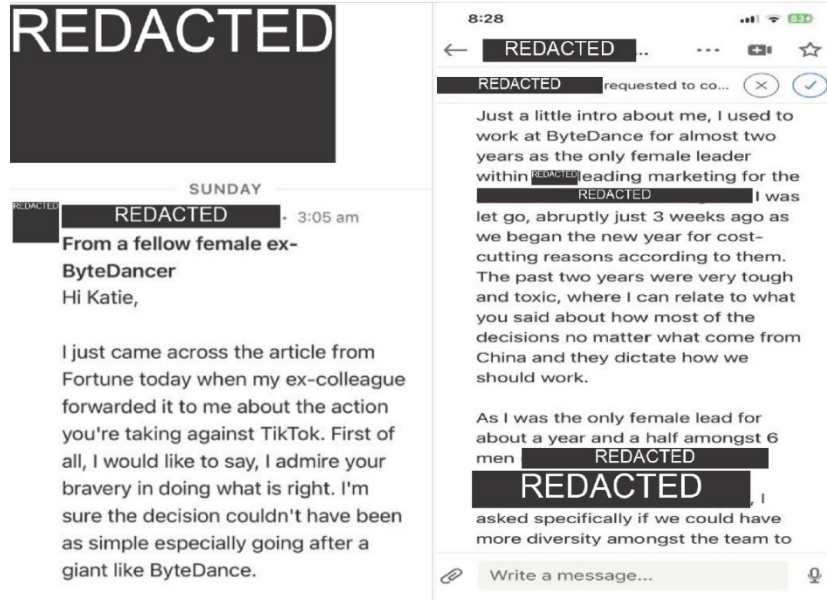 REDACTED
SUNDAY
REDACTED
REDACTED · 3:05 am
From a fellow female ex-
ByteDancer
Hi Katie,
I just came across the article from
Fortune today when my ex-colleague
forwarded it to me about the action
you're taking against TikTok. First of
all, I would like to say, I admire your
bravery in doing what is right. I'm
sure the decision couldn't have been
as simple especially going after a
giant like ByteDance.
8:28
83
REDACTED ...
REDACTED requested to co...
Just a little intro about me, I used to
work at ByteDance for almost two
years as the only female leader
within REDACTED leading marketing for the
REDACTED I was
let go, abruptly just 3 weeks ago as
we began the new year for cost-
cutting reasons according to them.
The past two years were very tough
and toxic, where I can relate to what
you said about how most of the
decisions no matter what come from
China and they dictate how we
should work.
As I was the only female lead for
about a year and a half amongst 6
men REDACTED
REDACTED , I
asked specifically if we could have
more diversity amongst the team to
Write a message...